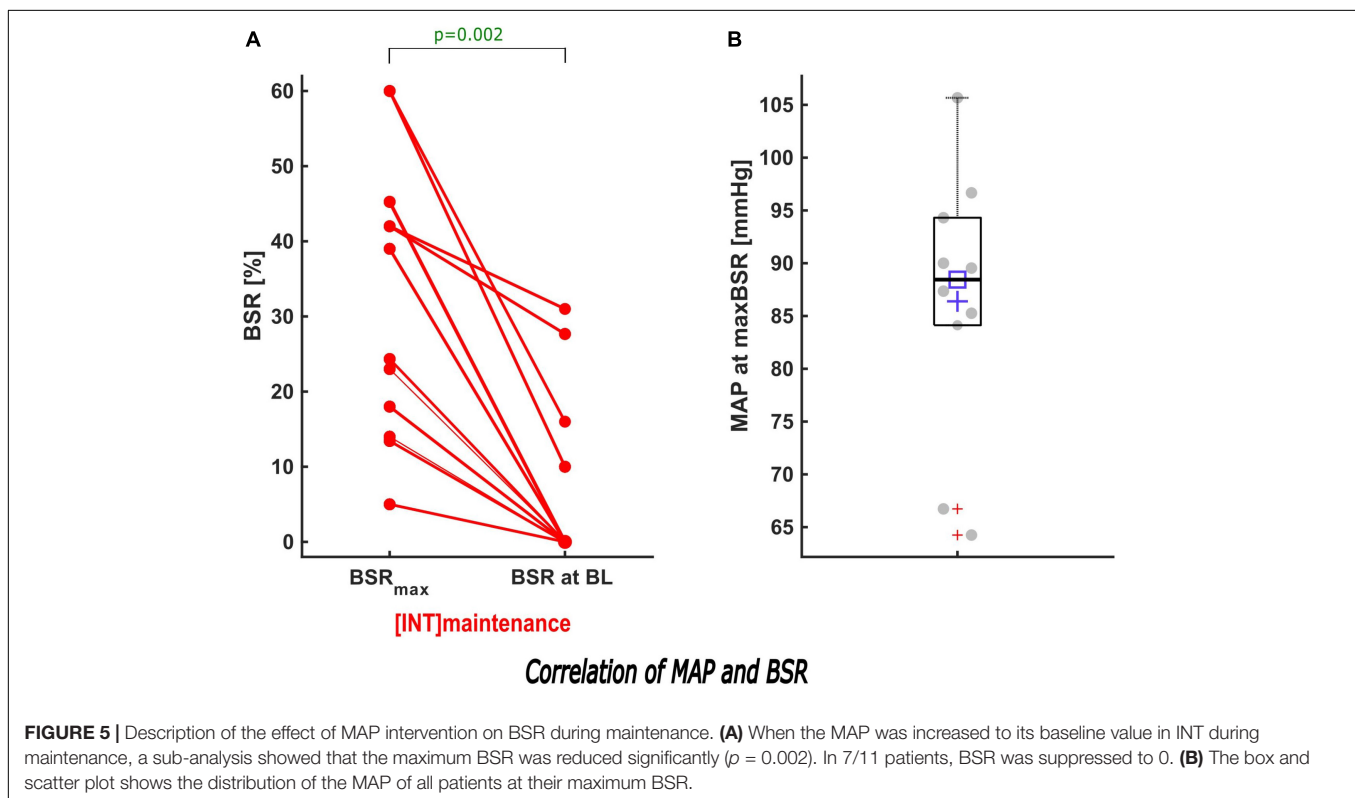 A
p=0.002
60
50
40
30
20
10
0
BSR [%]
BSRmax
BSR at BL
[INT]maintenance
B
105
100
95
90
85
80
75
70
65
MAP at maxBSR [mmHg]
Correlation of MAP and BSR
FIGURE 5 | Description of the effect of MAP intervention on BSR during maintenance. (A) When the MAP was increased to its baseline value in INT during
maintenance, a sub-analysis showed that the maximum BSR was reduced significantly (p = 0.002). In 7/11 patients, BSR was suppressed to 0. (B) The box and
scatter plot shows the distribution of the MAP of all patients at their maximum BSR.